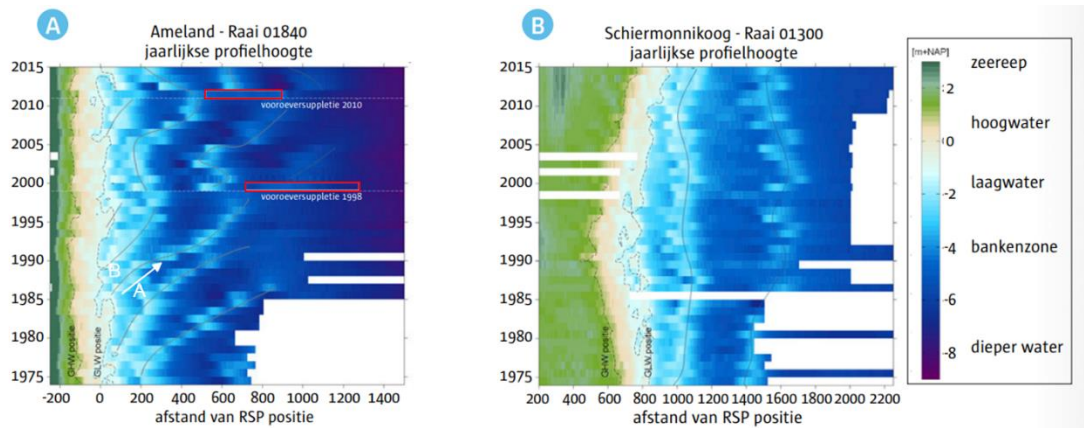 A
Ameland - Raai 01840
jaarlijkse profielhoogte
2015
2010
2005
2000
1995
1990
1985
1980
1975
vooroeversuppletie 2010
vooroeversuppletie 1998
B
A
GHW positie
GLW positie
-200
0
200
400
600
800
1000
1200
1400
afstand van RSP positie
B
Schiermonnikoog - Raai 01300
jaarlijkse profielhoogte
2015
2010
2005
2000
1995
1990
1985
1980
1975
GHW positie
GLW positie
200
400
600
800
1000
1200
1400
1600
1800
2000
2200
afstand van RSP positie
[m+NAP]
2
0
-2
-4
-6
-8
zeereep
hoogwater
laagwater
bankenzone
dieper water